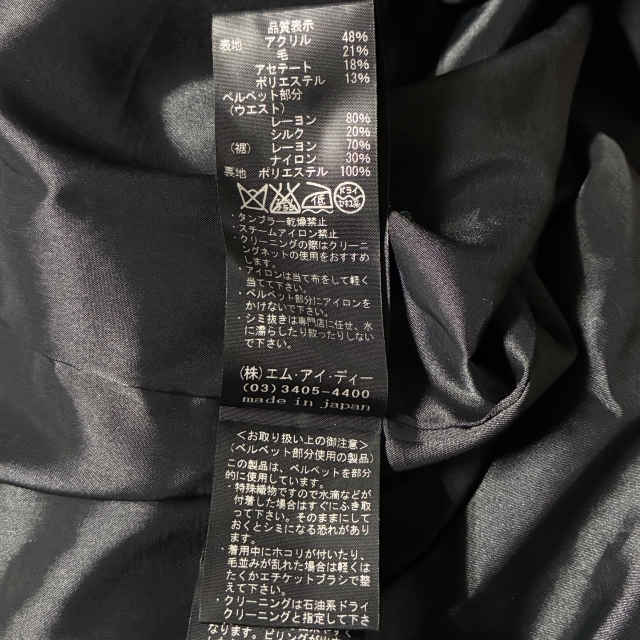 品質表示
表地 アクリル 48%
毛 21%
アセテート 18%
ポリエステル 13%
ベルベット部分
(ウエスト)
レーヨン 80%
シルク 20%
(裾) レーヨン 70%
ナイロン 30%
裏地 ポリエステル 100%
低 ドライ
・タンブラー乾燥禁止
・スチームアイロン禁止
・クリーニングの際はクリーニ
ングネットの使用をおすすめ
します。
・アイロンは当て布をして軽く
当てて下さい。
・ベルベット部分にアイロンを
かけないで下さい。
・シミ抜きは専門店に任せ、水
に濡らしたり絞ったりしない
で下さい。
(株)エム・アイ・ディー
(03)3405-4400
made in japan
<お取り扱い上の御注意>
(ベルベット部分使用の製品)
この製品は、ベルベットを部分
的に使用しています。
特殊織物ですので水滴などが
付着した場合はすぐにふき取
って下さい。そのままにして
おくとシミになる恐れがあり
ます。
・着用中にホコリが付いたり、
毛並みが乱れた場合は軽くは
たくかエチケットブラシで整
えて下さい。
・クリーニングは石油系ドライ
クリーニングと指定して下さ